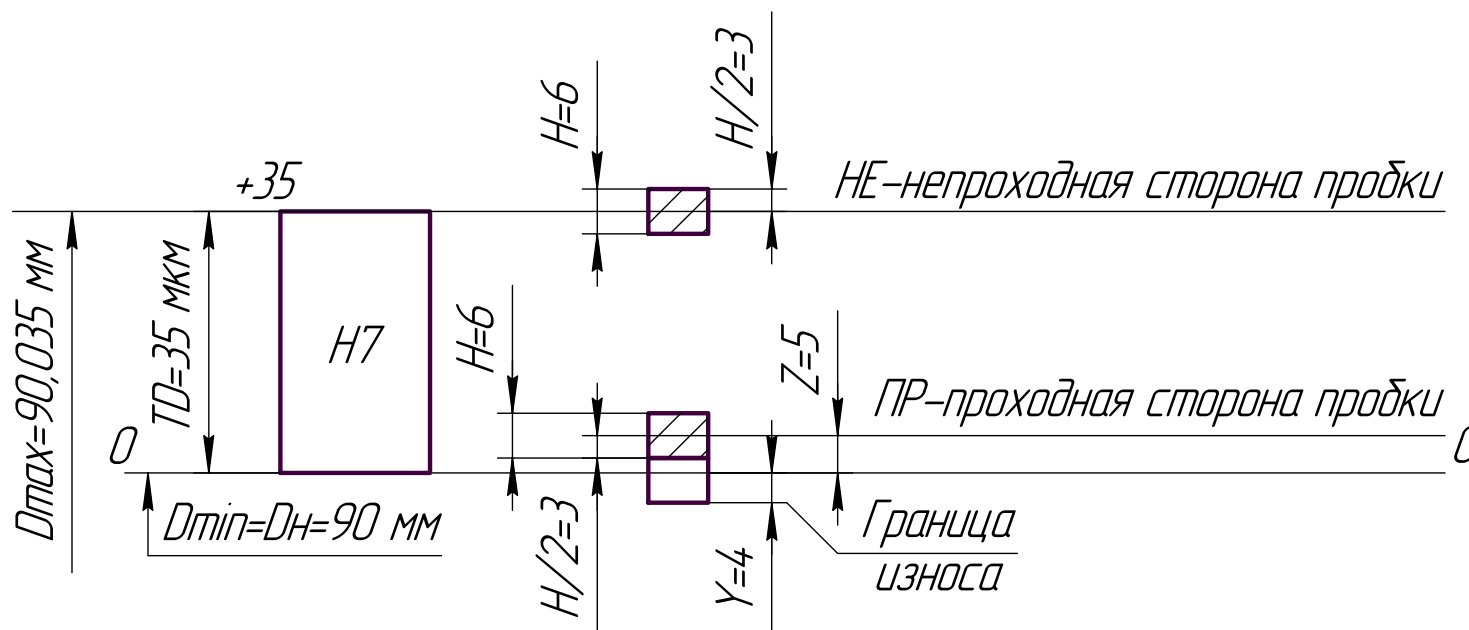 H=6
H/2=3
+35
НЕ-непроходная сторона пробки
Dmax=90,035 мм
TD=35 мкм
H7
H=6
Z=5
ПР-проходная сторона пробки
0
0
Dmin=Dн=90 мм
H/2=3
Y=4
Граница
износа